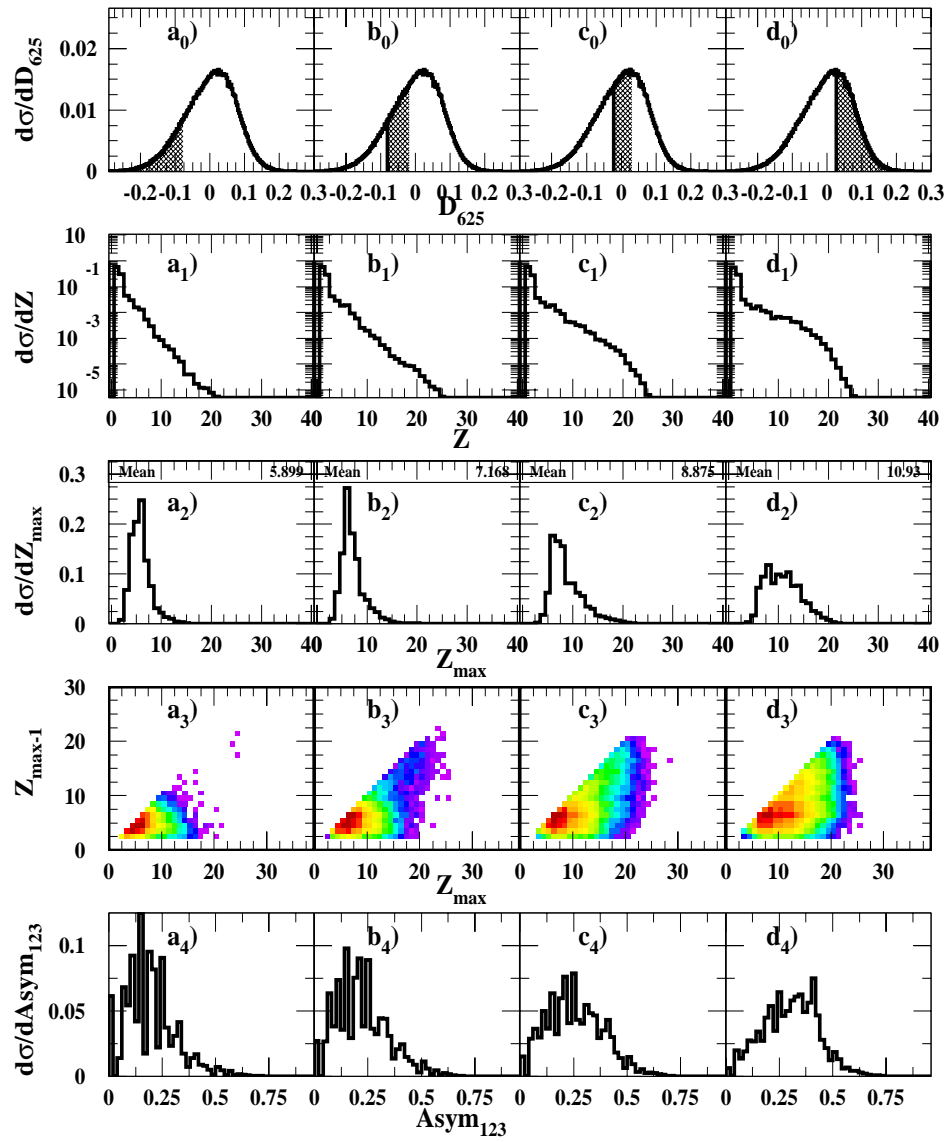 a0) b0) c0) d0)
dσ/dD625
0.02
0.01
0
-0.2 -0.1 0 0.1 0.2 0.3 -0.2 -0.1 0 0.1 0.2 0.3 -0.2 -0.1 0 0.1 0.2 0.3 -0.2 -0.1 0 0.1 0.2 0.3
D625
a1) b1) c1) d1)
dσ/dZ
10
10 -1
10 -3
10 -5
0 10 20 30 40 10 20 30 40 10 20 30 40 10 20 30 40
Z
Mean 5.899 Mean 7.168 Mean 8.875 Mean 10.93
a2) b2) c2) d2)
dσ/dZmax
0.3
0.2
0.1
0
0 10 20 30 40 10 20 30 40 10 20 30 40 10 20 30 40
Zmax
a3) b3) c3) d3)
Zmax-1
30
20
10
0
0 10 20 30 0 10 20 30 0 10 20 30 0 10 20 30
Zmax
a4) b4) c4) d4)
dσ/dAsym123
0.1
0.05
0
0 0.25 0.5 0.75 0 0.25 0.5 0.75 0 0.25 0.5 0.75 0 0.25 0.5 0.75
Asym123